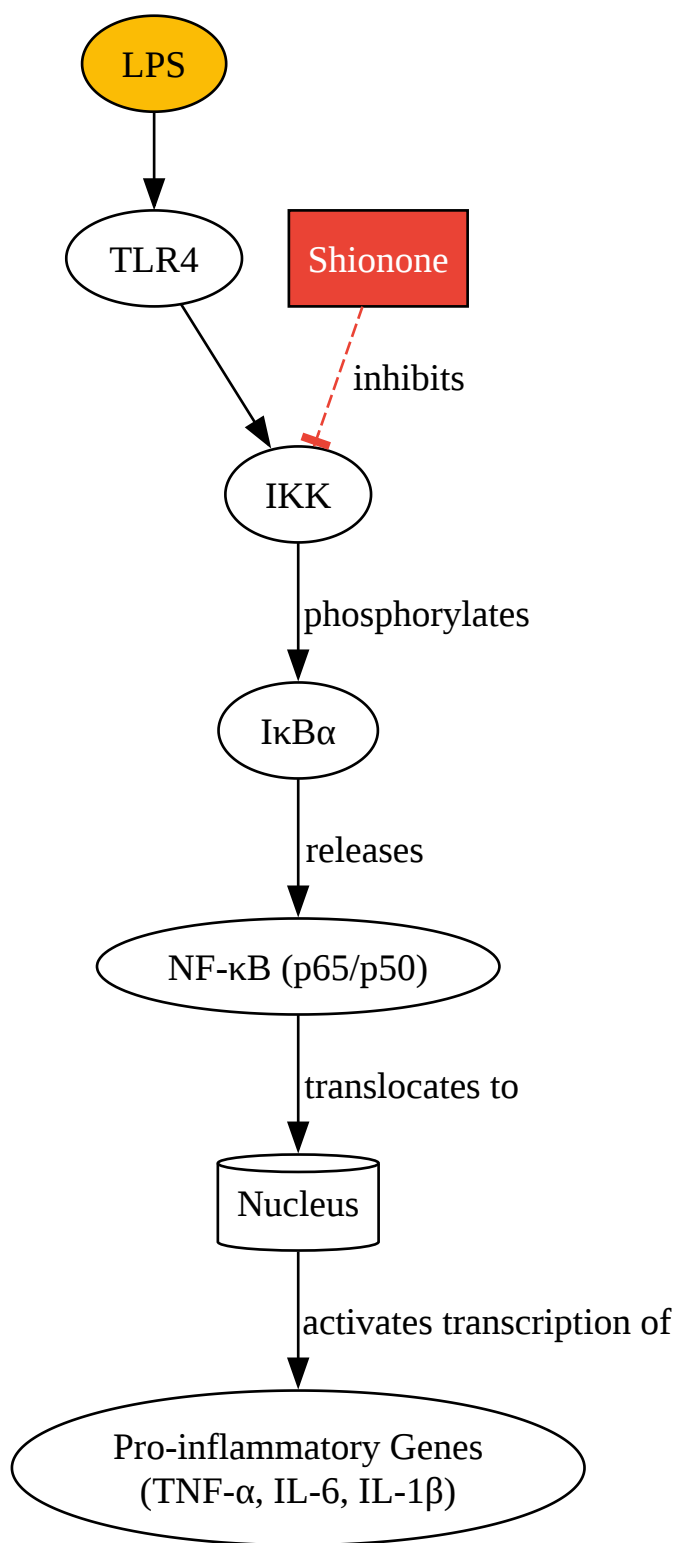 LPS
TLR4
Shionone
inhibits
IKK
phosphorylates
IκBα
releases
NF-κB (p65/p50)
translocates to
Nucleus
activates transcription of
Pro-inflammatory Genes
(TNF-α, IL-6, IL-1β)